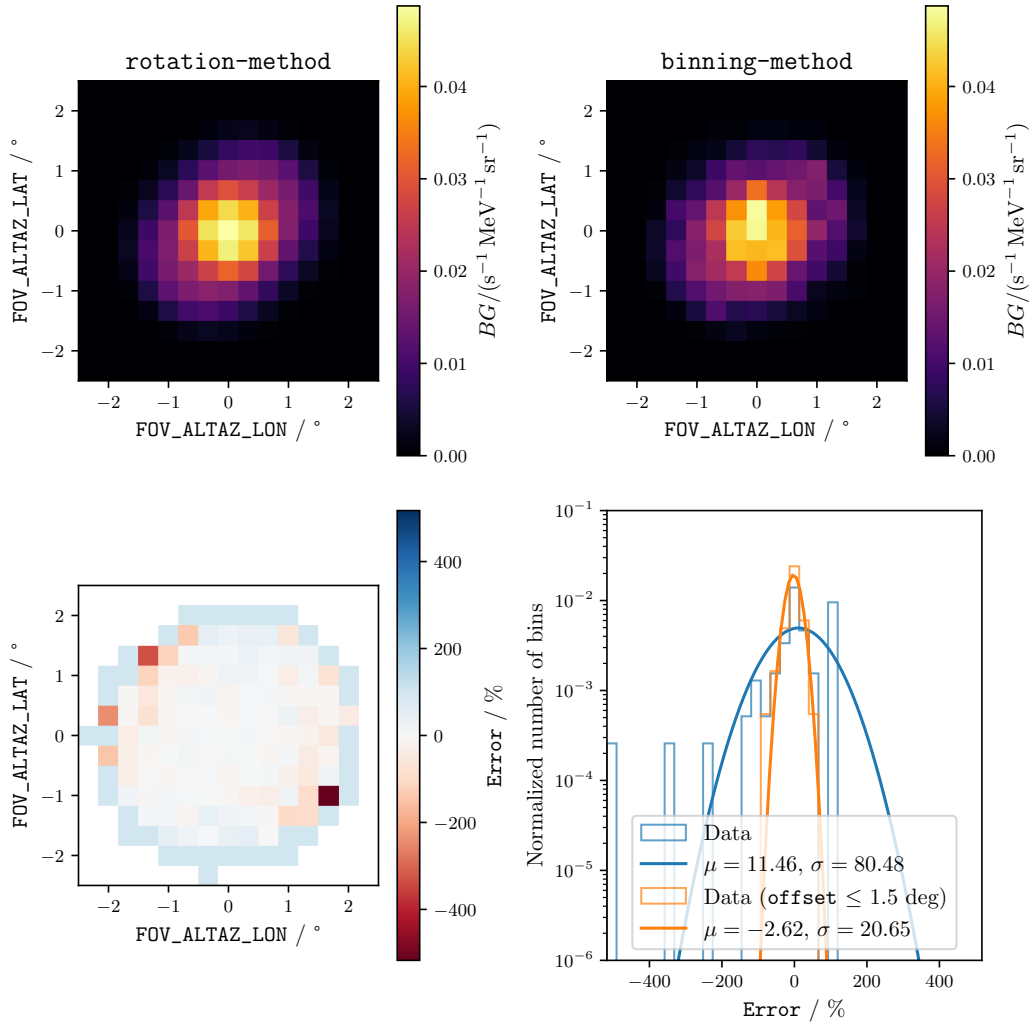 rotation-method
2
1
0
−1
−2
−2 −1 0 1 2
FOV_ALTAZ_LAT / °
FOV_ALTAZ_LON / °
0.04
0.03
0.02
0.01
0.00
BG/(s⁻¹ MeV⁻¹ sr⁻¹)
binning-method
2
1
0
−1
−2
−2 −1 0 1 2
FOV_ALTAZ_LAT / °
FOV_ALTAZ_LON / °
0.04
0.03
0.02
0.01
0.00
BG/(s⁻¹ MeV⁻¹ sr⁻¹)
2
1
0
−1
−2
−2 −1 0 1 2
FOV_ALTAZ_LAT / °
FOV_ALTAZ_LON / °
400
200
0
−200
−400
Error / %
10⁻¹
10⁻²
10⁻³
10⁻⁴
10⁻⁵
10⁻⁶
Normalized number of bins
Data
μ = 11.46, σ = 80.48
Data (offset ≤ 1.5 deg)
μ = −2.62, σ = 20.65
−400 −200 0 200 400
Error / %